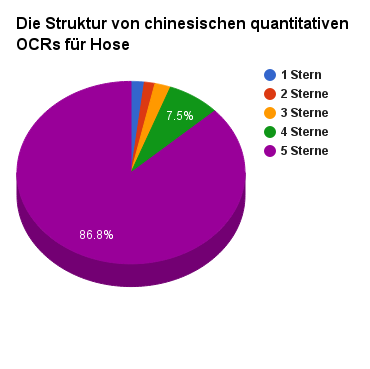 Die Struktur von chinesischen quantitativen
OCRs für Hose
1 Stern
2 Sterne
3 Sterne
4 Sterne
5 Sterne
7.5%
86.8%